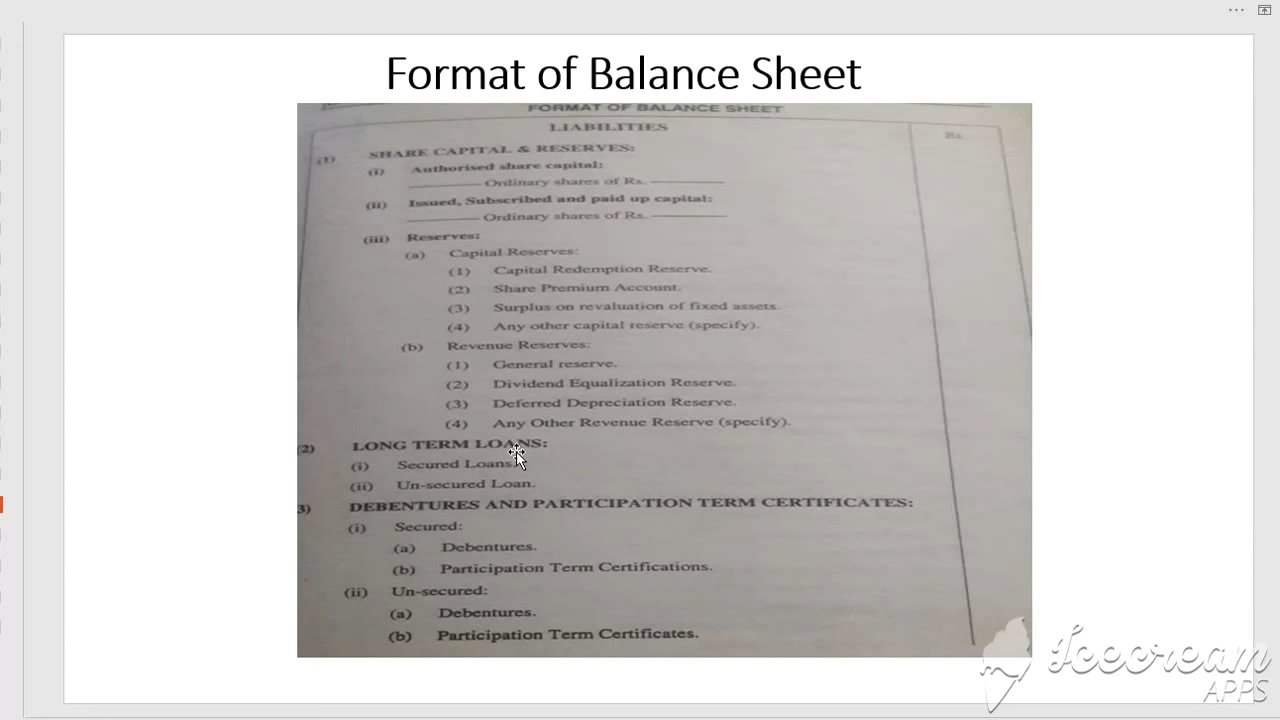 Format of Balance Sheet
FORMAT OF BALANCE SHEET
LIABILITIES
Rs.
(1) SHARE CAPITAL & RESERVES:
(i) Authorised share capital:
Ordinary shares of Rs.
(ii) Issued, Subscribed and paid up capital:
Ordinary shares of Rs.
(iii) Reserves:
(a) Capital Reserves:
(1) Capital Redemption Reserve.
(2) Share Premium Account.
(3) Surplus on revaluation of fixed assets.
(4) Any other capital reserve (specify).
(b) Revenue Reserves:
(1) General reserve.
(2) Dividend Equalization Reserve.
(3) Deferred Depreciation Reserve.
(4) Any Other Revenue Reserve (specify).
(2) LONG TERM LOANS:
(i) Secured Loans.
(ii) Un-secured Loan.
3) DEBENTURES AND PARTICIPATION TERM CERTIFICATES:
(i) Secured:
(a) Debentures.
(b) Participation Term Certifications.
(ii) Un-secured:
(a) Debentures.
(b) Participation Term Certificates.
Icecream
APPS